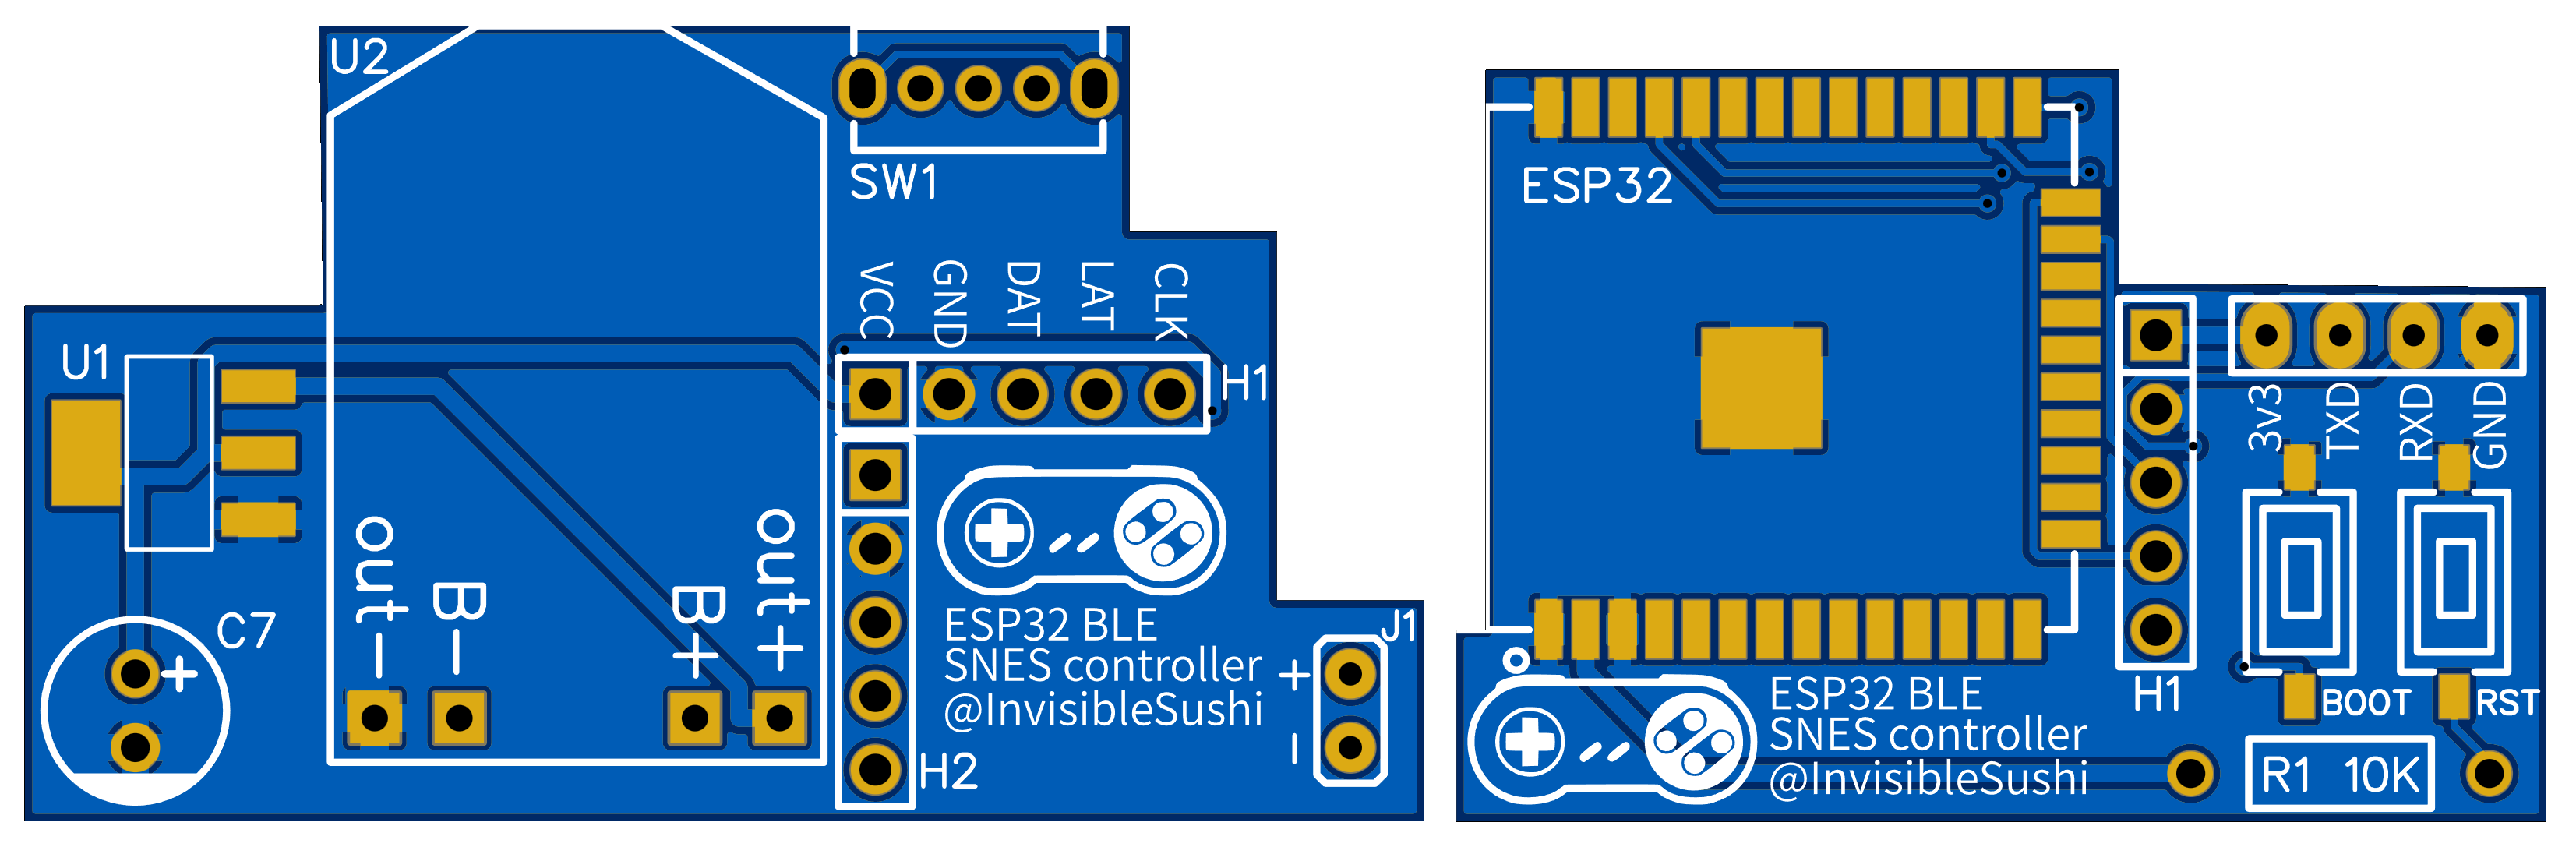 U2
SW1
VCC
GND
DAT
LAT
CLK
U1
H1
out-
B-
B+
out+
C7
+
ESP32 BLE
SNES controller
@InvisibleSushi
J1
+
-
H2
ESP32
3v3
TXD
RXD
GND
H1
BOOT
RST
ESP32 BLE
SNES controller
@InvisibleSushi
R1 10K